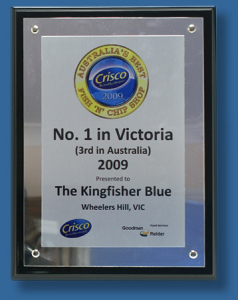 AUSTRALIA'S BEST
Crisco
2009
FISH 'N' CHIP SHOP
No. 1 in Victoria
(3rd in Australia)
2009
Presented to
The Kingfisher Blue
Wheelers Hill, VIC
Crisco
Goodman
Fielder